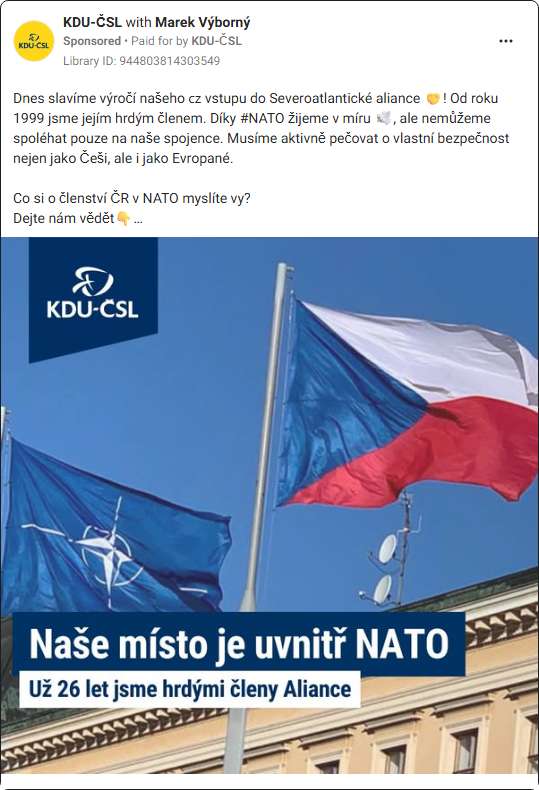 KDU-ČSL with Marek Výborný
KDU-ČSL
Sponsored • Paid for by KDU-ČSL
Library ID: 944803814303549
Dnes slavíme výročí našeho cz vstupu do Severoatlantické aliance 🤝! Od roku
1999 jsme jejím hrdým členem. Díky #NATO žijeme v míru 🕊️, ale nemůžeme
spoléhat pouze na naše spojence. Musíme aktivně pečovat o vlastní bezpečnost
nejen jako Češi, ale i jako Evropané.
Co si o členství ČR v NATO myslíte vy?
Dejte nám vědět👇 ...
KDU-ČSL
Naše místo je uvnitř NATO
Už 26 let jsme hrdými členy Aliance